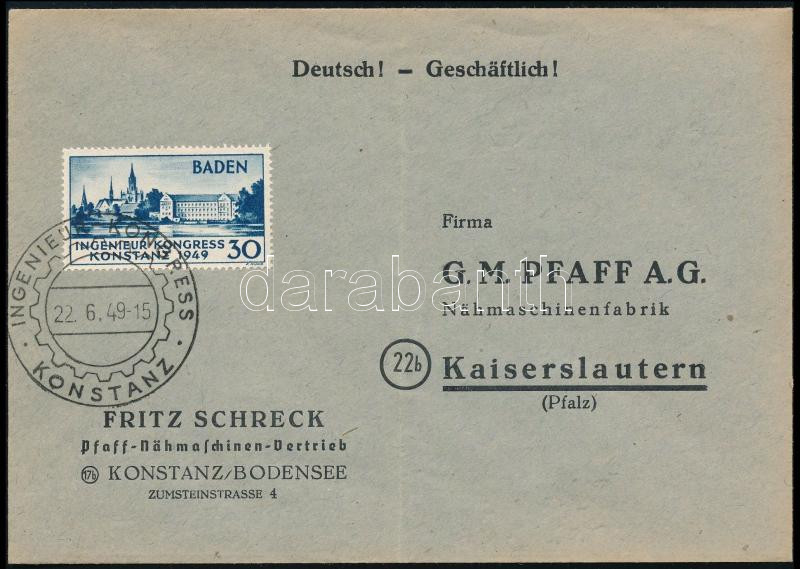 Deutsch! – Geschäftlich!
BADEN
INGENIEUR KONGRESS
KONSTANZ 1949
30
INGENIEUR-KONGRESS
22. 6. 49-15
KONSTANZ
Firma
G. M. PFAFF A.G.
Nähmaschinenfabrik
22b
Kaiserslautern
(Pfalz)
FRITZ SCHRECK
Pfaff-Nähmaſchinen-Vertrieb
17b KONSTANZ/BODENSEE
ZUMSTEINSTRASSE 4
darabanth